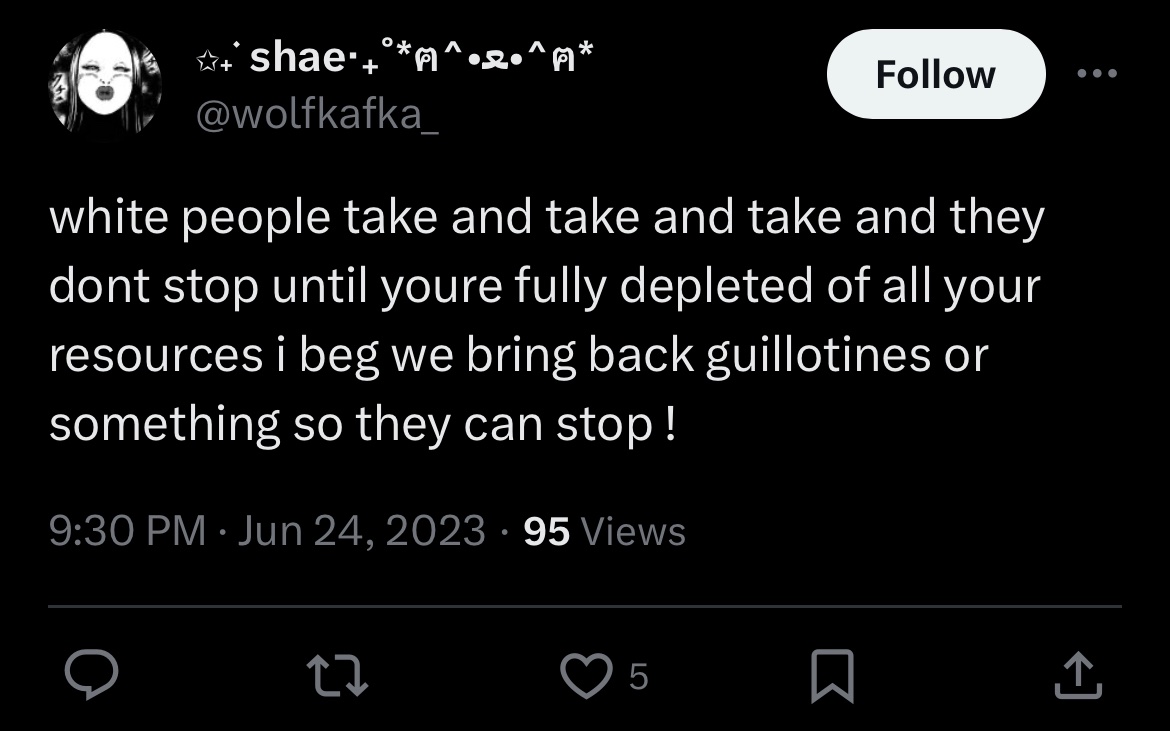 ✩₊˙ shae‧₊˚*ฅ^•ﻌ•^ฅ*
@wolfkafka_
Follow
white people take and take and take and they
dont stop until youre fully depleted of all your
resources i beg we bring back guillotines or
something so they can stop !
9:30 PM · Jun 24, 2023 · 95 Views
5